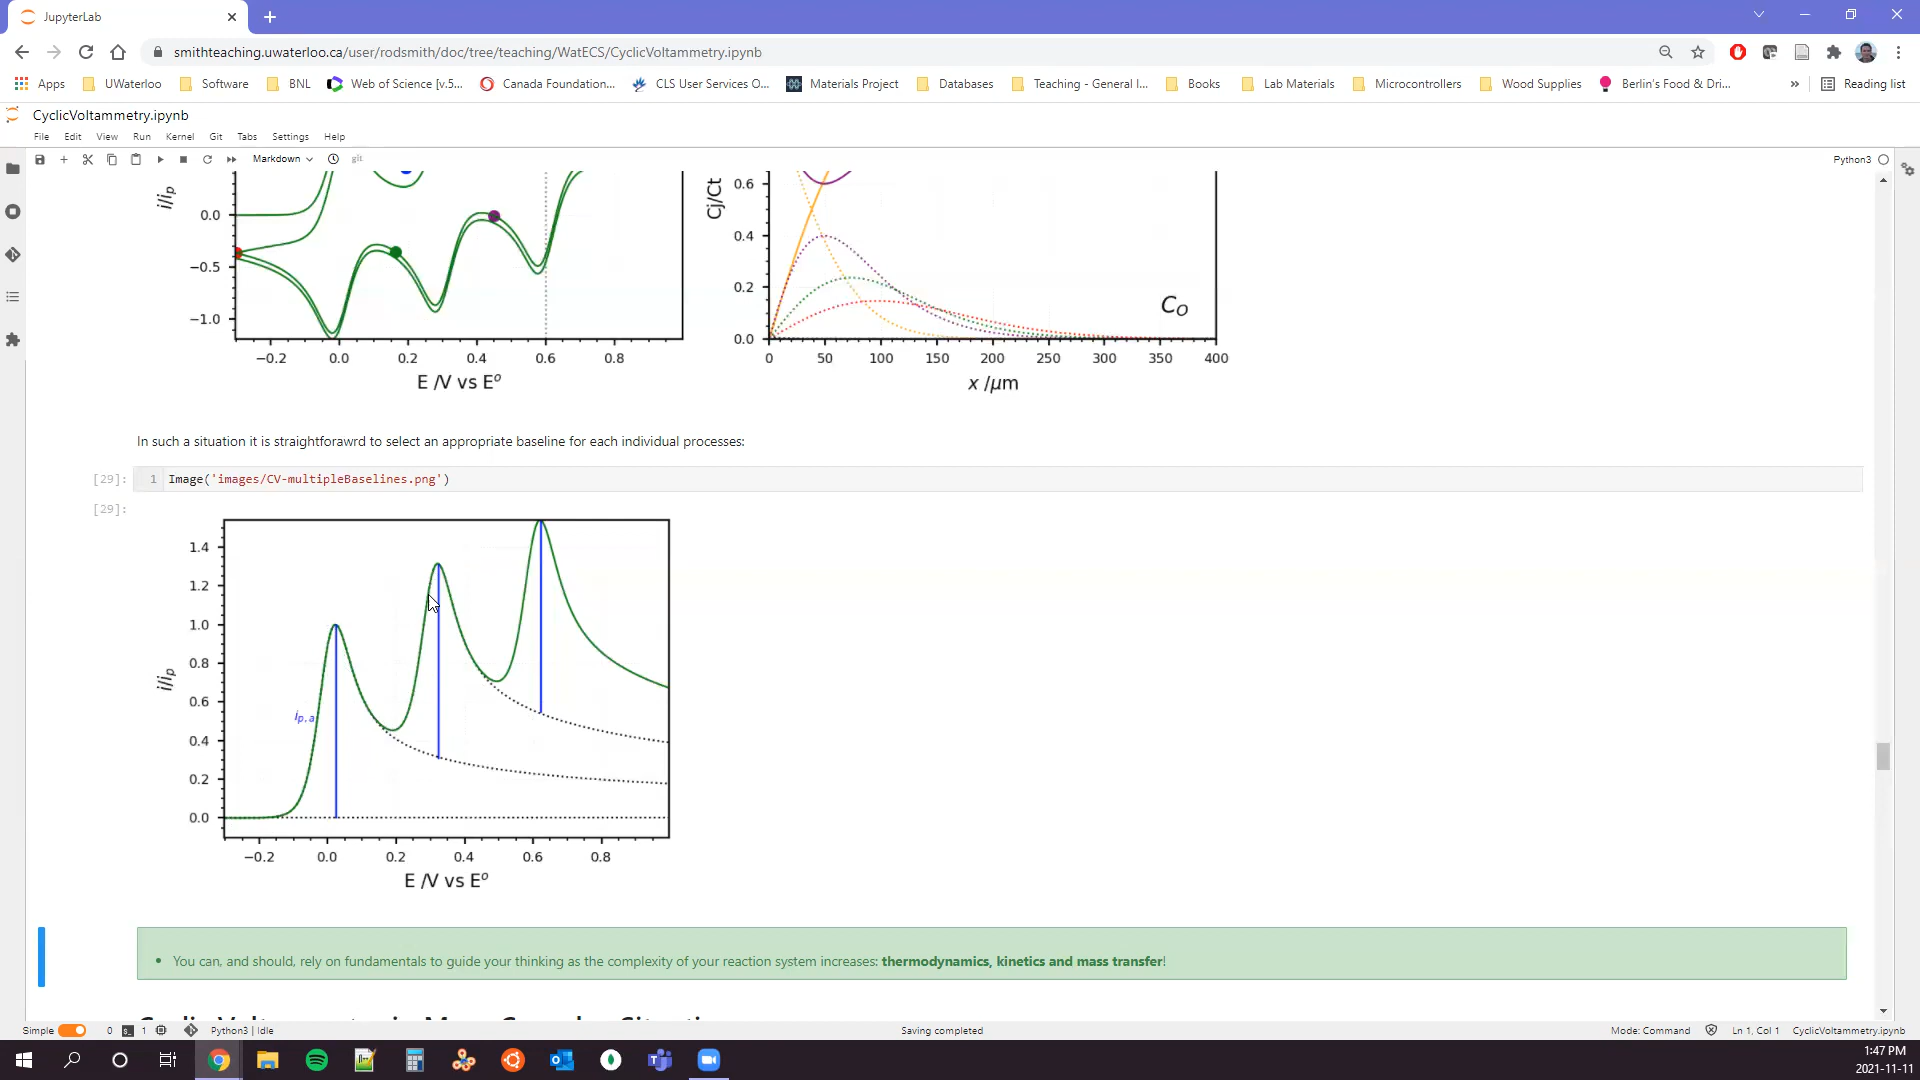 JupyterLab
smithteaching.uwaterloo.ca/user/rodsmith/doc/tree/teaching/WatECS/CyclicVoltammetry.ipynb
Apps UWaterloo Software BNL Web of Science [v.5... Canada Foundation... CLS User Services O... Materials Project Databases Teaching - General I... Books Lab Materials Microcontrollers Wood Supplies Berlin's Food & Dri... » Reading list
CyclicVoltammetry.ipynb
File Edit View Run Kernel Git Tabs Settings Help
Markdown git Python3
i/ip
0.0
−0.5
−1.0
−0.2 0.0 0.2 0.4 0.6 0.8
E /V vs Eº
Cj/Ct
0.6
0.4
0.2
0.0
CO
0 50 100 150 200 250 300 350 400
x /μm
In such a situation it is straightforawrd to select an appropriate baseline for each individual processes:
[29]: 1 Image('images/CV-multipleBaselines.png')
[29]:
i/ip
1.4
1.2
1.0
0.8
0.6
0.4
0.2
0.0
ip,a
−0.2 0.0 0.2 0.4 0.6 0.8
E /V vs Eº
• You can, and should, rely on fundamentals to guide your thinking as the complexity of your reaction system increases: thermodynamics, kinetics and mass transfer!
Simple 0 1 Python3 | Idle Saving completed Mode: Command Ln 1, Col 1 CyclicVoltammetry.ipynb
1:47 PM
2021-11-11